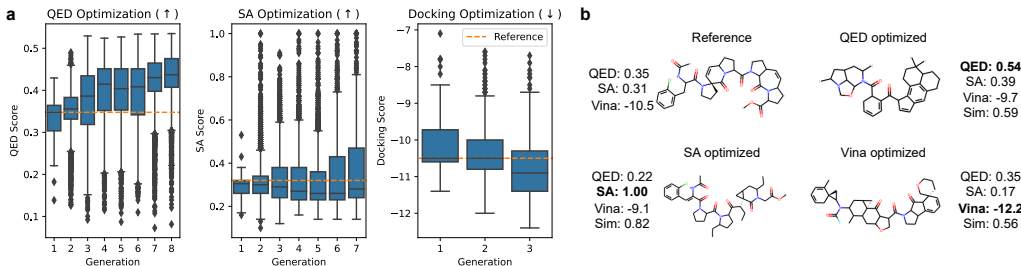 a
QED Optimization (↑)
QED Score
0.5
0.4
0.3
0.2
0.1
1 2 3 4 5 6 7 8
Generation
SA Optimization (↑)
SA Score
1.0
0.8
0.6
0.4
0.2
1 2 3 4 5 6 7
Generation
Docking Optimization (↓)
Reference
Docking Score
−7
−8
−9
−10
−11
−12
1 2 3
Generation
b
Reference
QED: 0.35
SA: 0.31
Vina: -10.5
QED optimized
QED: 0.54
SA: 0.39
Vina: -9.7
Sim: 0.59
SA optimized
QED: 0.22
SA: 1.00
Vina: -9.1
Sim: 0.82
Vina optimized
QED: 0.35
SA: 0.17
Vina: -12.2
Sim: 0.56